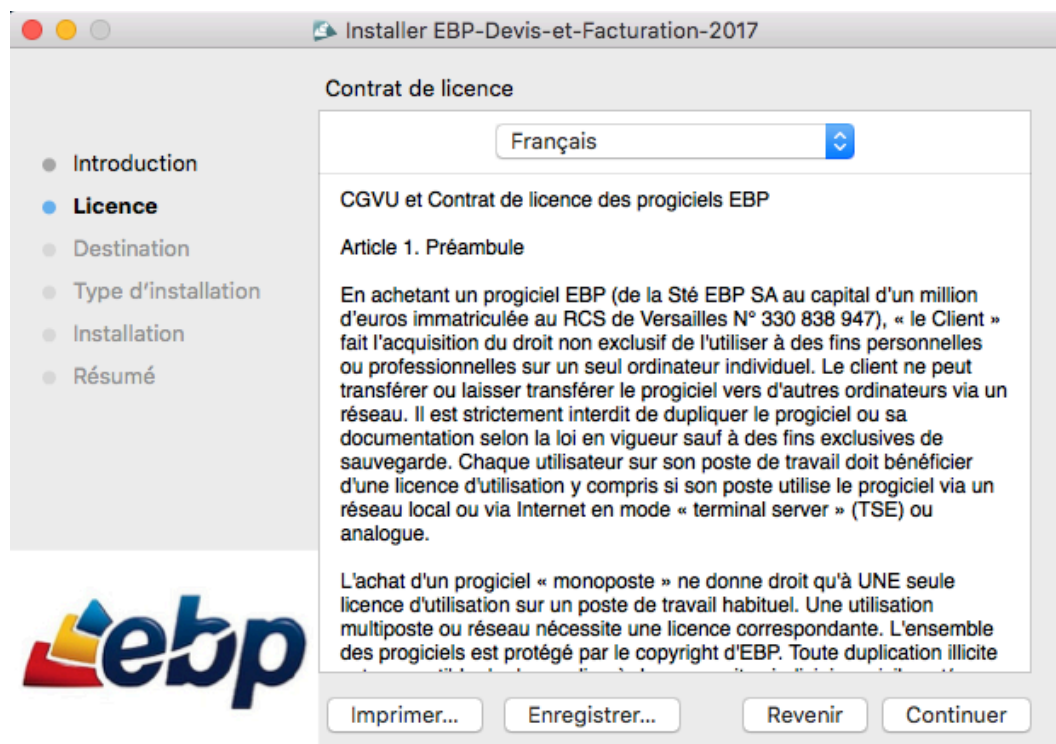 Installer EBP-Devis-et-Facturation-2017
Contrat de licence
Introduction
Licence
Destination
Type d'installation
Installation
Résumé
Français
CGVU et Contrat de licence des progiciels EBP
Article 1. Préambule
En achetant un progiciel EBP (de la Sté EBP SA au capital d'un million
d'euros immatriculée au RCS de Versailles N° 330 838 947), « le Client »
fait l'acquisition du droit non exclusif de l'utiliser à des fins personnelles
ou professionnelles sur un seul ordinateur individuel. Le client ne peut
transférer ou laisser transférer le progiciel vers d'autres ordinateurs via un
réseau. Il est strictement interdit de dupliquer le progiciel ou sa
documentation selon la loi en vigueur sauf à des fins exclusives de
sauvegarde. Chaque utilisateur sur son poste de travail doit bénéficier
d'une licence d'utilisation y compris si son poste utilise le progiciel via un
réseau local ou via Internet en mode « terminal server » (TSE) ou
analogue.
L'achat d'un progiciel « monoposte » ne donne droit qu'à UNE seule
licence d'utilisation sur un poste de travail habituel. Une utilisation
multiposte ou réseau nécessite une licence correspondante. L'ensemble
des progiciels est protégé par le copyright d'EBP. Toute duplication illicite
ebp
Imprimer...
Enregistrer...
Revenir
Continuer